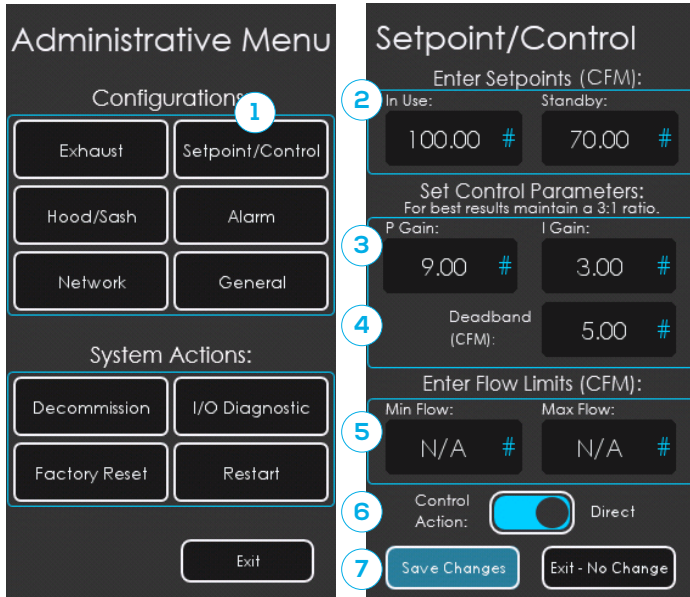 Administrative Menu
Configurations:
1
Exhaust
Setpoint/Control
Hood/Sash
Alarm
Network
General
System Actions:
Decommission
I/O Diagnostic
Factory Reset
Restart
Exit
Setpoint/Control
Enter Setpoints (CFM):
2
In Use:
Standby:
100.00 #
70.00 #
Set Control Parameters:
For best results maintain a 3:1 ratio.
3
P Gain:
I Gain:
9.00 #
3.00 #
4
Deadband
(CFM):
5.00 #
Enter Flow Limits (CFM):
5
Min Flow:
Max Flow:
N/A #
N/A #
6
Control
Action:
Direct
7
Save Changes
Exit - No Change